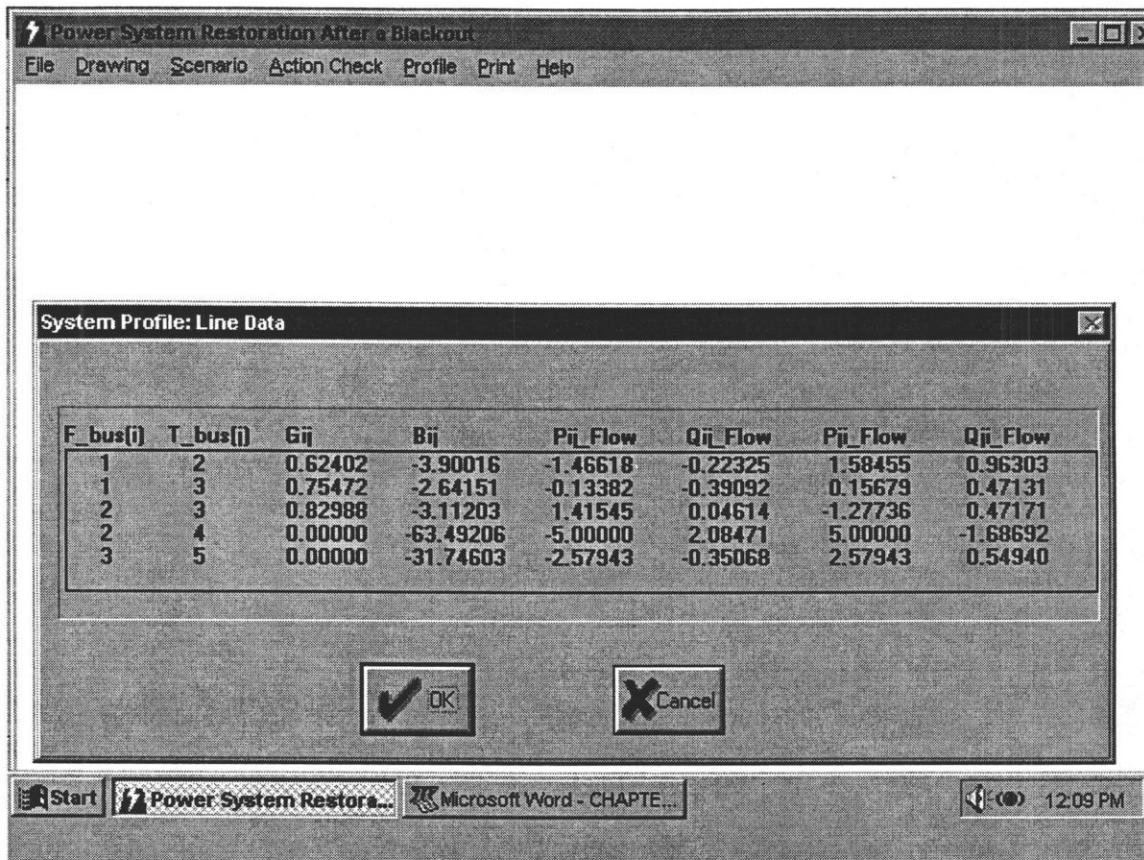 Power System Restoration After a Blackout
File Drawing Scenario Action Check Profile Print Help
System Profile: Line Data
F_bus(i) T_bus(j) Gij Bij Pij_Flow Qij_Flow Pji_Flow Qji_Flow
1 2 0.62402 -3.90016 -1.46618 -0.22325 1.58455 0.96303
1 3 0.75472 -2.64151 -0.13382 -0.39092 0.15679 0.47131
2 3 0.82988 -3.11203 1.41545 0.04614 -1.27736 0.47171
2 4 0.00000 -63.49206 -5.00000 2.08471 5.00000 -1.68692
3 5 0.00000 -31.74603 -2.57943 -0.35068 2.57943 0.54940
OK Cancel
Start Power System Restora... Microsoft Word - CHAPTE... 12:09 PM